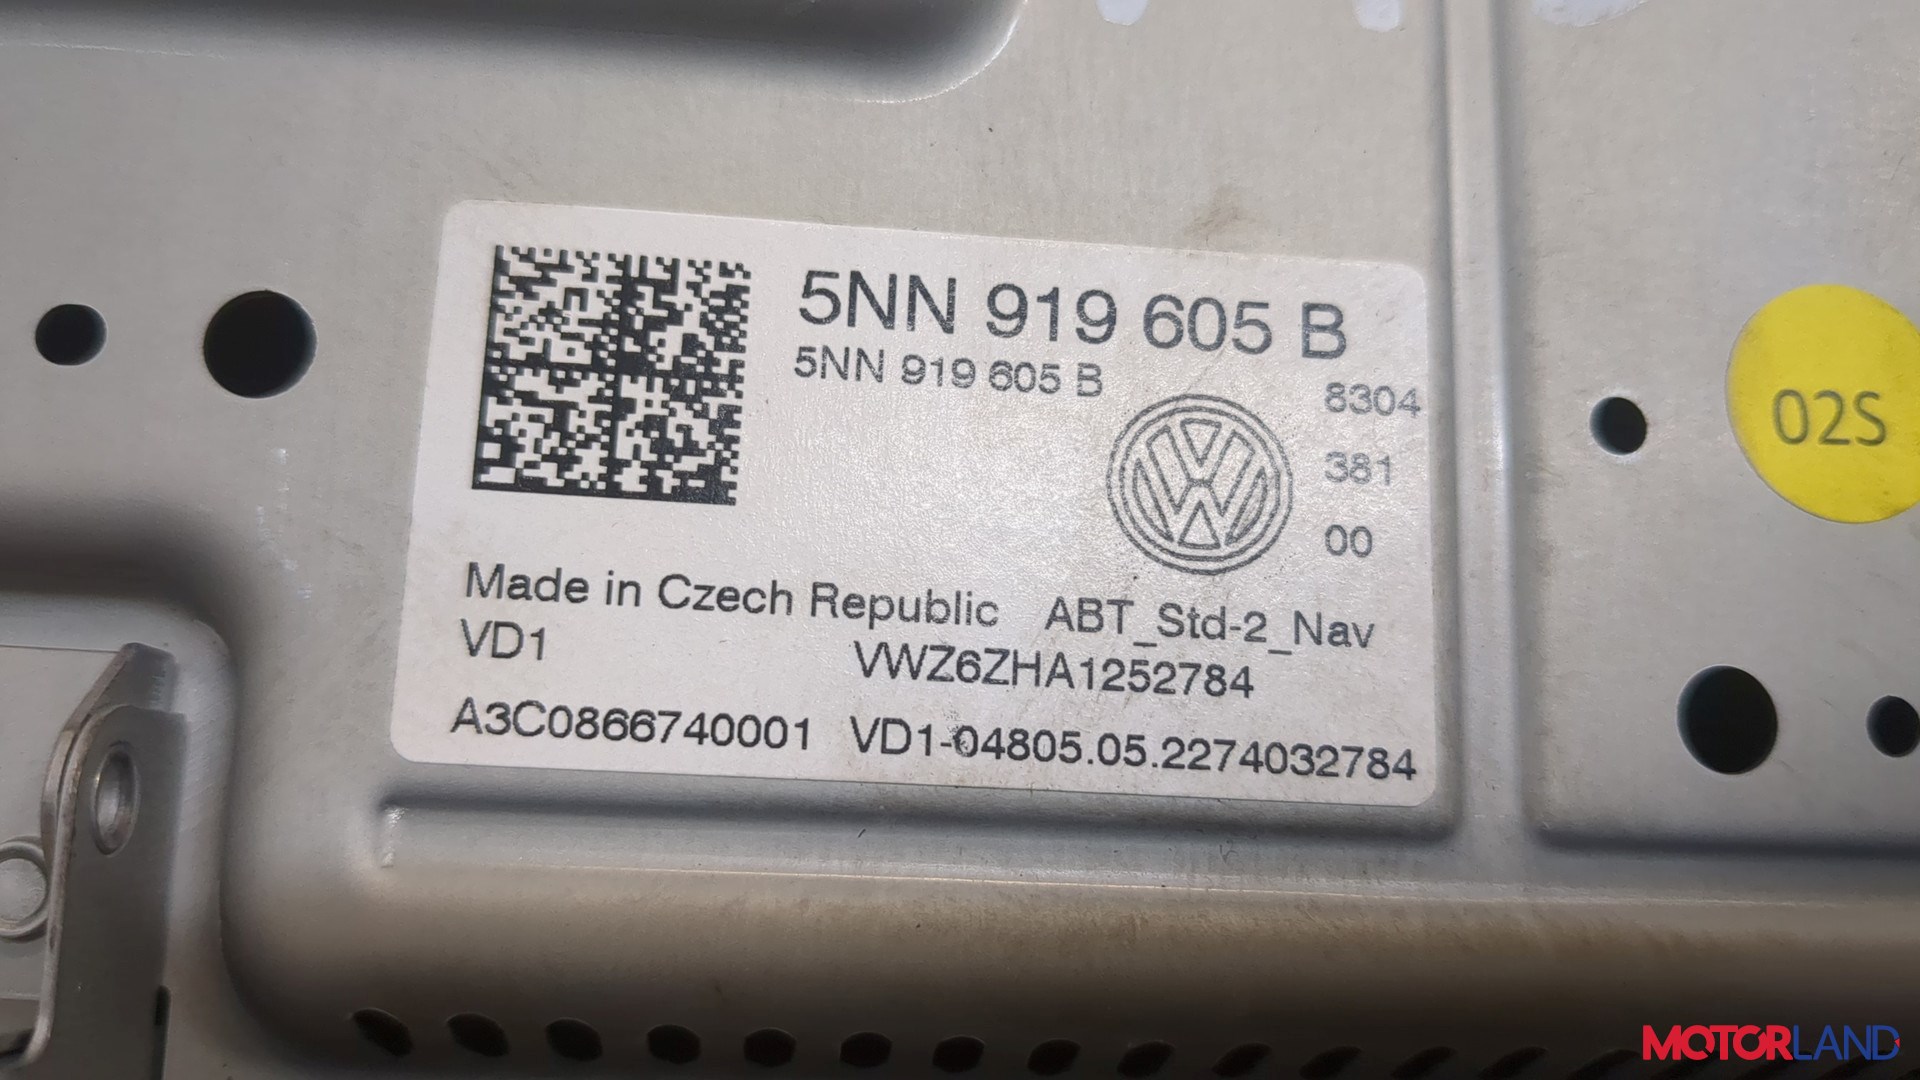 5NN 919 605 B
5NN 919 605 B
8304
381
00
Made in Czech Republic ABT_Std-2_Nav
VD1 VWZ6ZHA1252784
A3C0866740001 VD1-04805.05.2274032784
02S
MOTORLAND